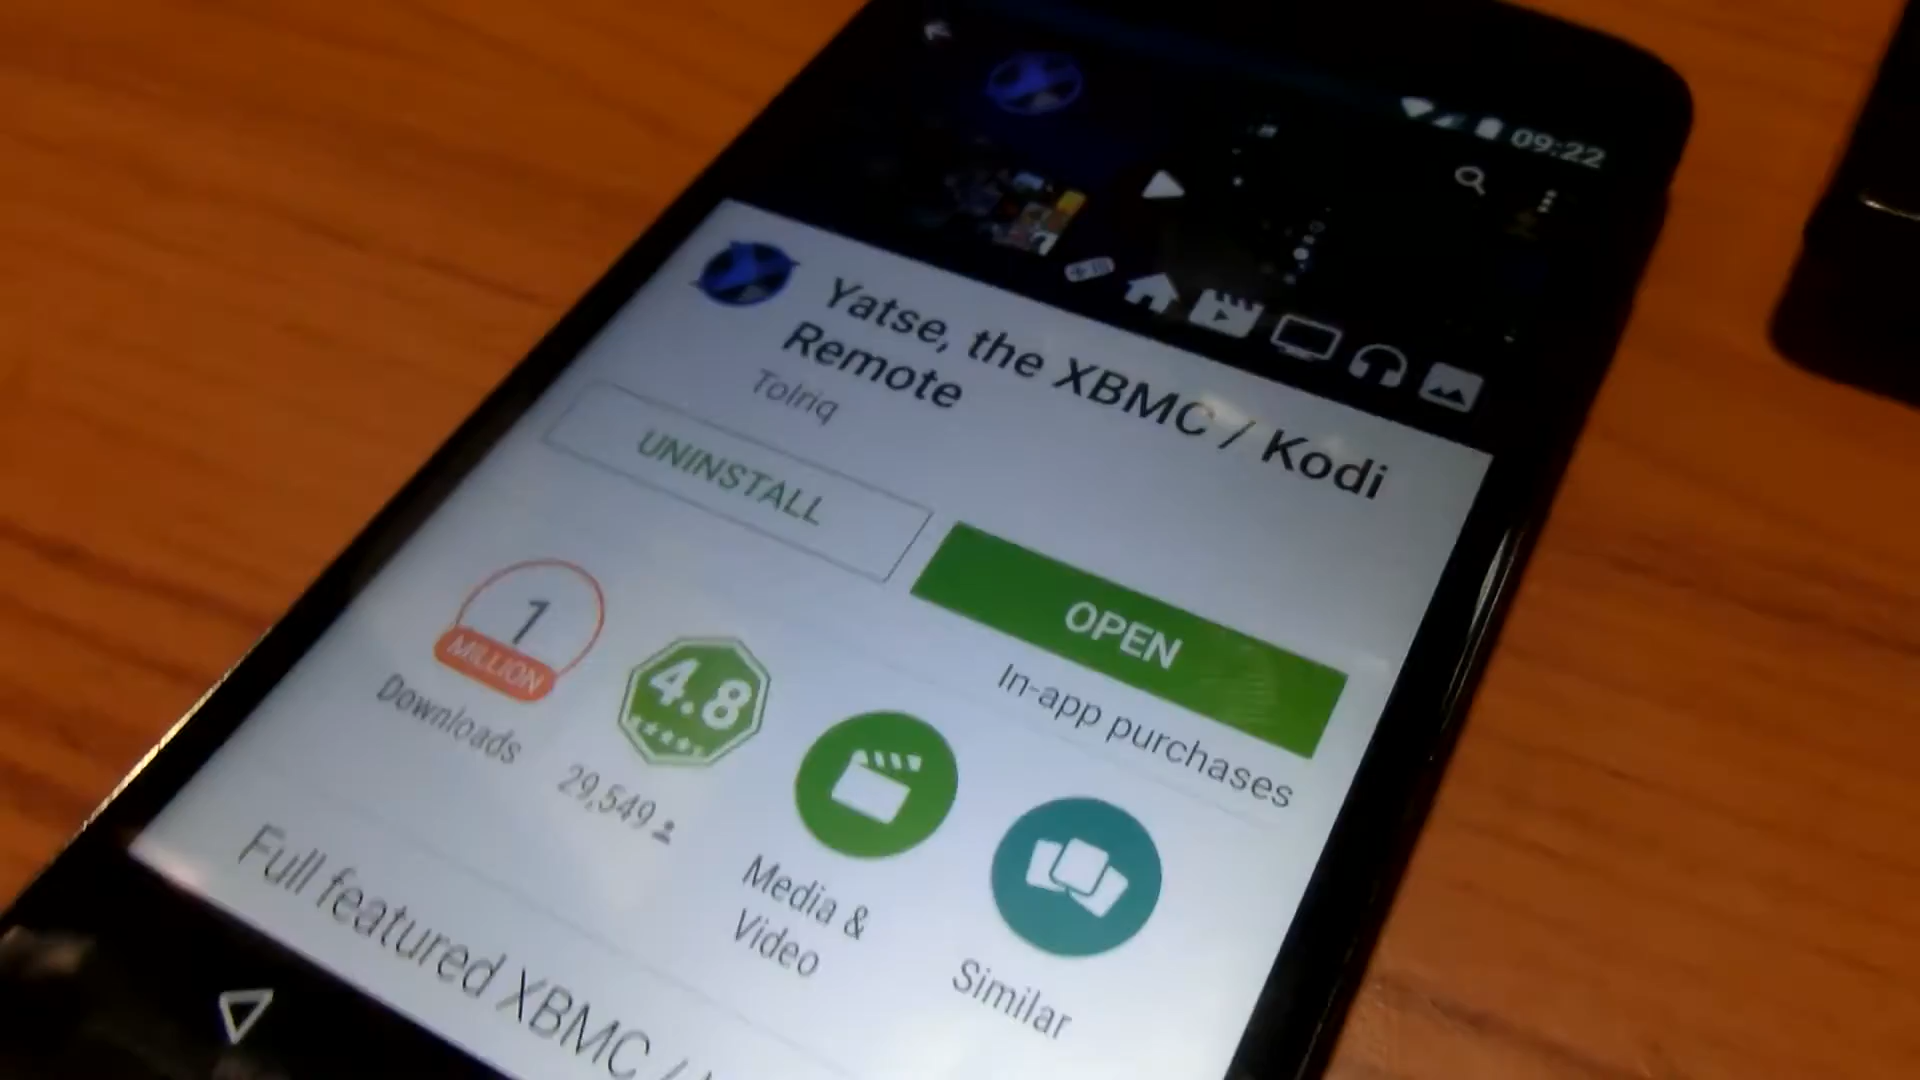 09:22
Yatse, the XBMC / Kodi
Remote
Tolriq
UNINSTALL
OPEN
In-app purchases
1
MILLION
Downloads
4.8
29,549
Media &
Video
Similar
Full featured XBMC /